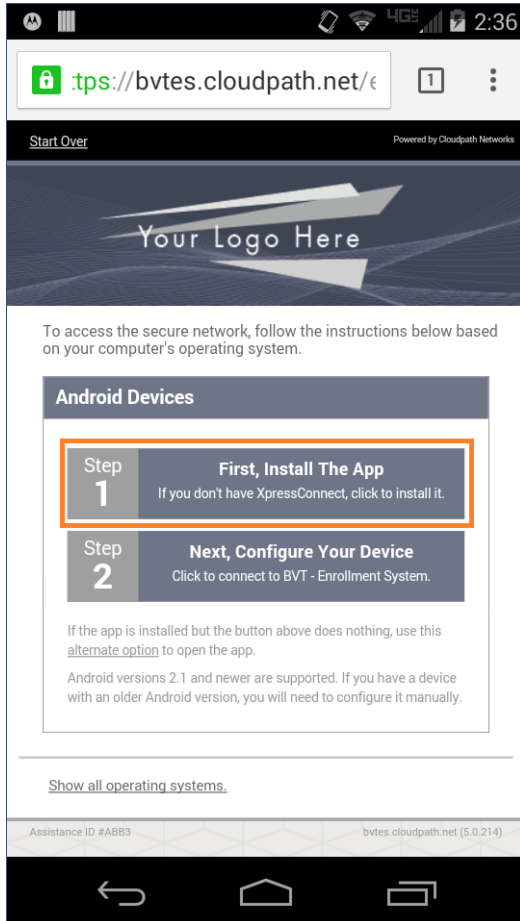 4G 2:36
:tps://bvtes.cloudpath.net/e 1
Start Over Powered by Cloudpath Networks
Your Logo Here
To access the secure network, follow the instructions below based
on your computer's operating system.
Android Devices
Step
1
First, Install The App
If you don't have XpressConnect, click to install it.
Step
2
Next, Configure Your Device
Click to connect to BVT - Enrollment System.
If the app is installed but the button above does nothing, use this
alternate option to open the app.
Android versions 2.1 and newer are supported. If you have a device
with an older Android version, you will need to configure it manually.
Show all operating systems.
Assistance ID #ABB3 bvtes.cloudpath.net (5.0.214)